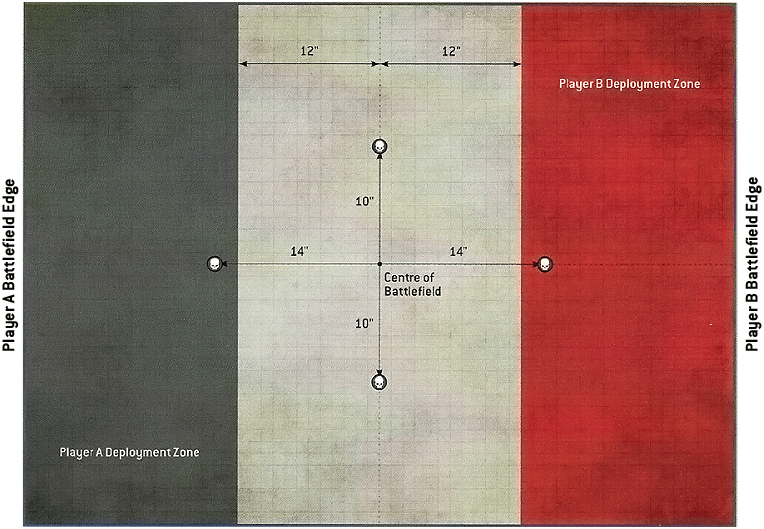 12" 12"
Player B Deployment Zone
10"
14" 14"
Centre of
Battlefield
10"
Player A Deployment Zone
Player A Battlefield Edge
Player B Battlefield Edge